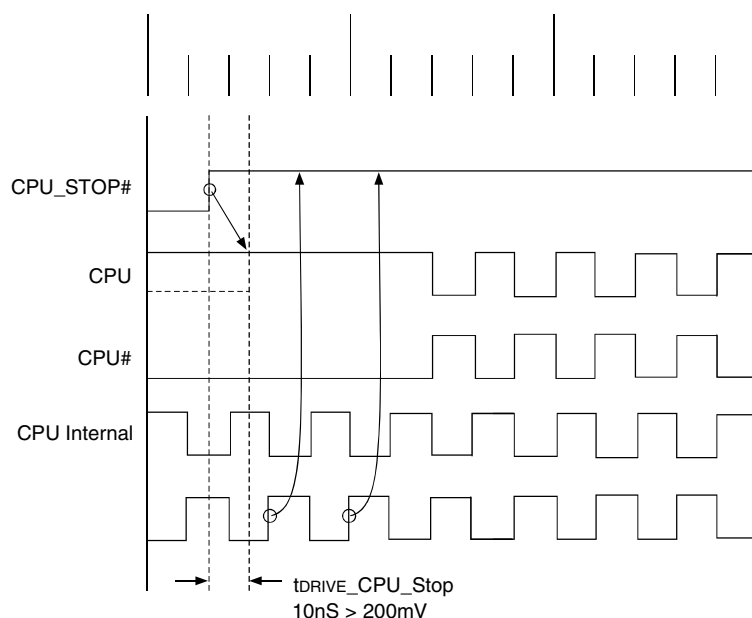 CPU_STOP#
CPU
CPU#
CPU Internal
tDRIVE_CPU_Stop
10nS > 200mV